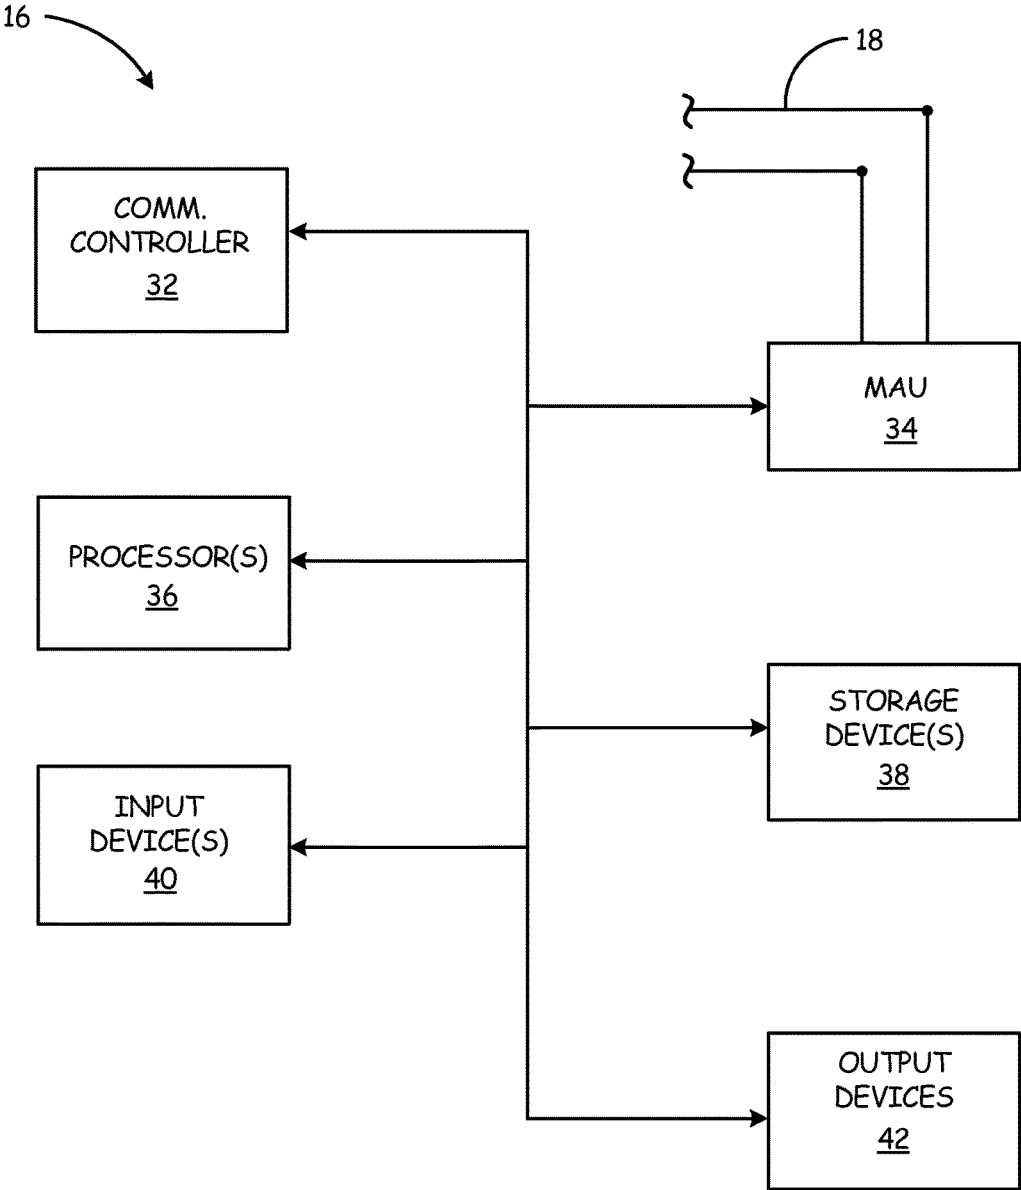 16
18
COMM.
CONTROLLER
32
MAU
34
PROCESSOR(S)
36
STORAGE
DEVICE(S)
38
INPUT
DEVICE(S)
40
OUTPUT
DEVICES
42